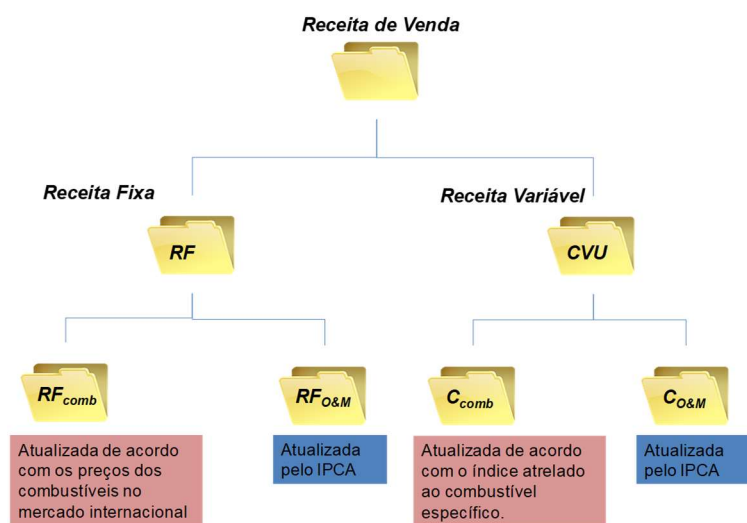 Receita de Venda
Receita Fixa
Receita Variável
RF
CVU
RFcomb
RFO&M
Ccomb
CO&M
Atualizada de acordo
com os preços dos
combustíveis no
mercado internacional
Atualizada
pelo IPCA
Atualizada de acordo
com o índice atrelado
ao combustível
específico.
Atualizada
pelo IPCA